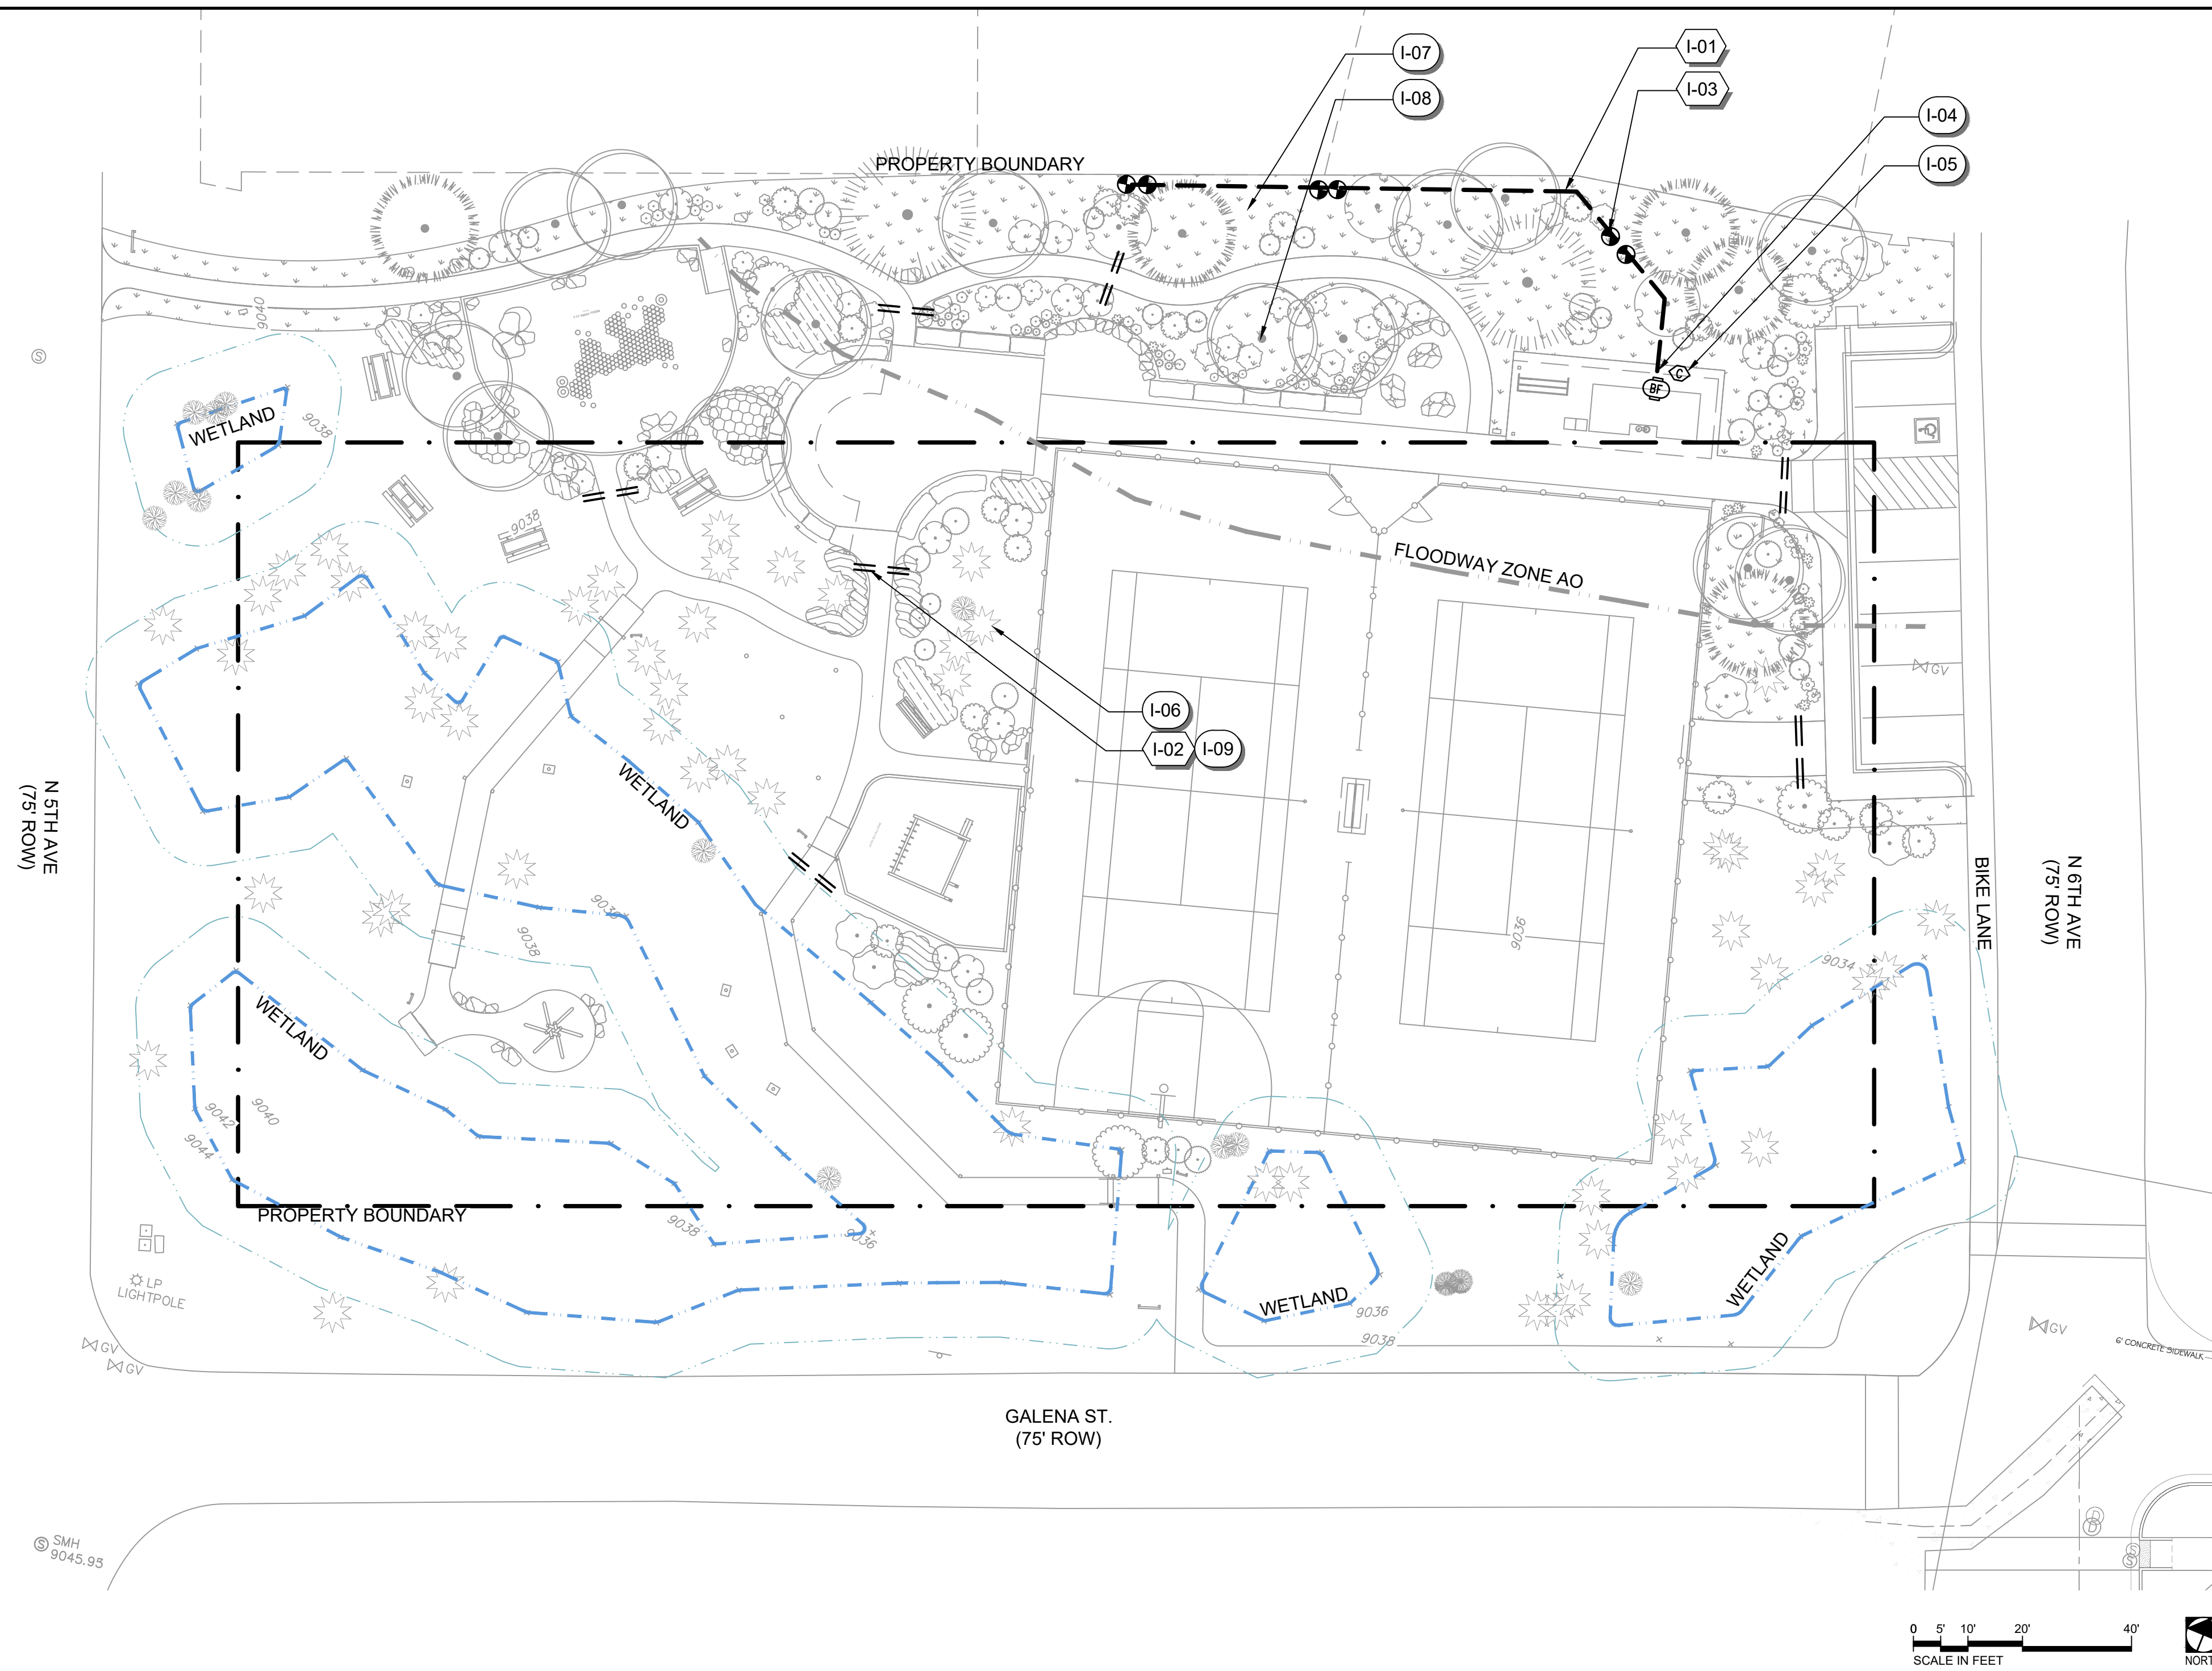 I-07
I-01
I-08
I-03
I-04
I-05
PROPERTY BOUNDARY
9040
C
BF
S
WETLAND
9038
9038
FLOODWAY ZONE AO
GV
I-06
I-02
I-09
WETLAND
N 5TH AVE
(75' ROW)
N 6TH AVE
(75' ROW)
BIKE LANE
9036
9038
9036
9034
WETLAND
9042
9040
9044
PROPERTY BOUNDARY
9038
9036
WETLAND
WETLAND
9036
9038
LP
LIGHTPOLE
GV
GV
GV
6' CONCRETE SIDEWALK
GALENA ST.
(75' ROW)
S SMH
9045.93
D
D
S
S
0 5' 10' 20' 40'
SCALE IN FEET